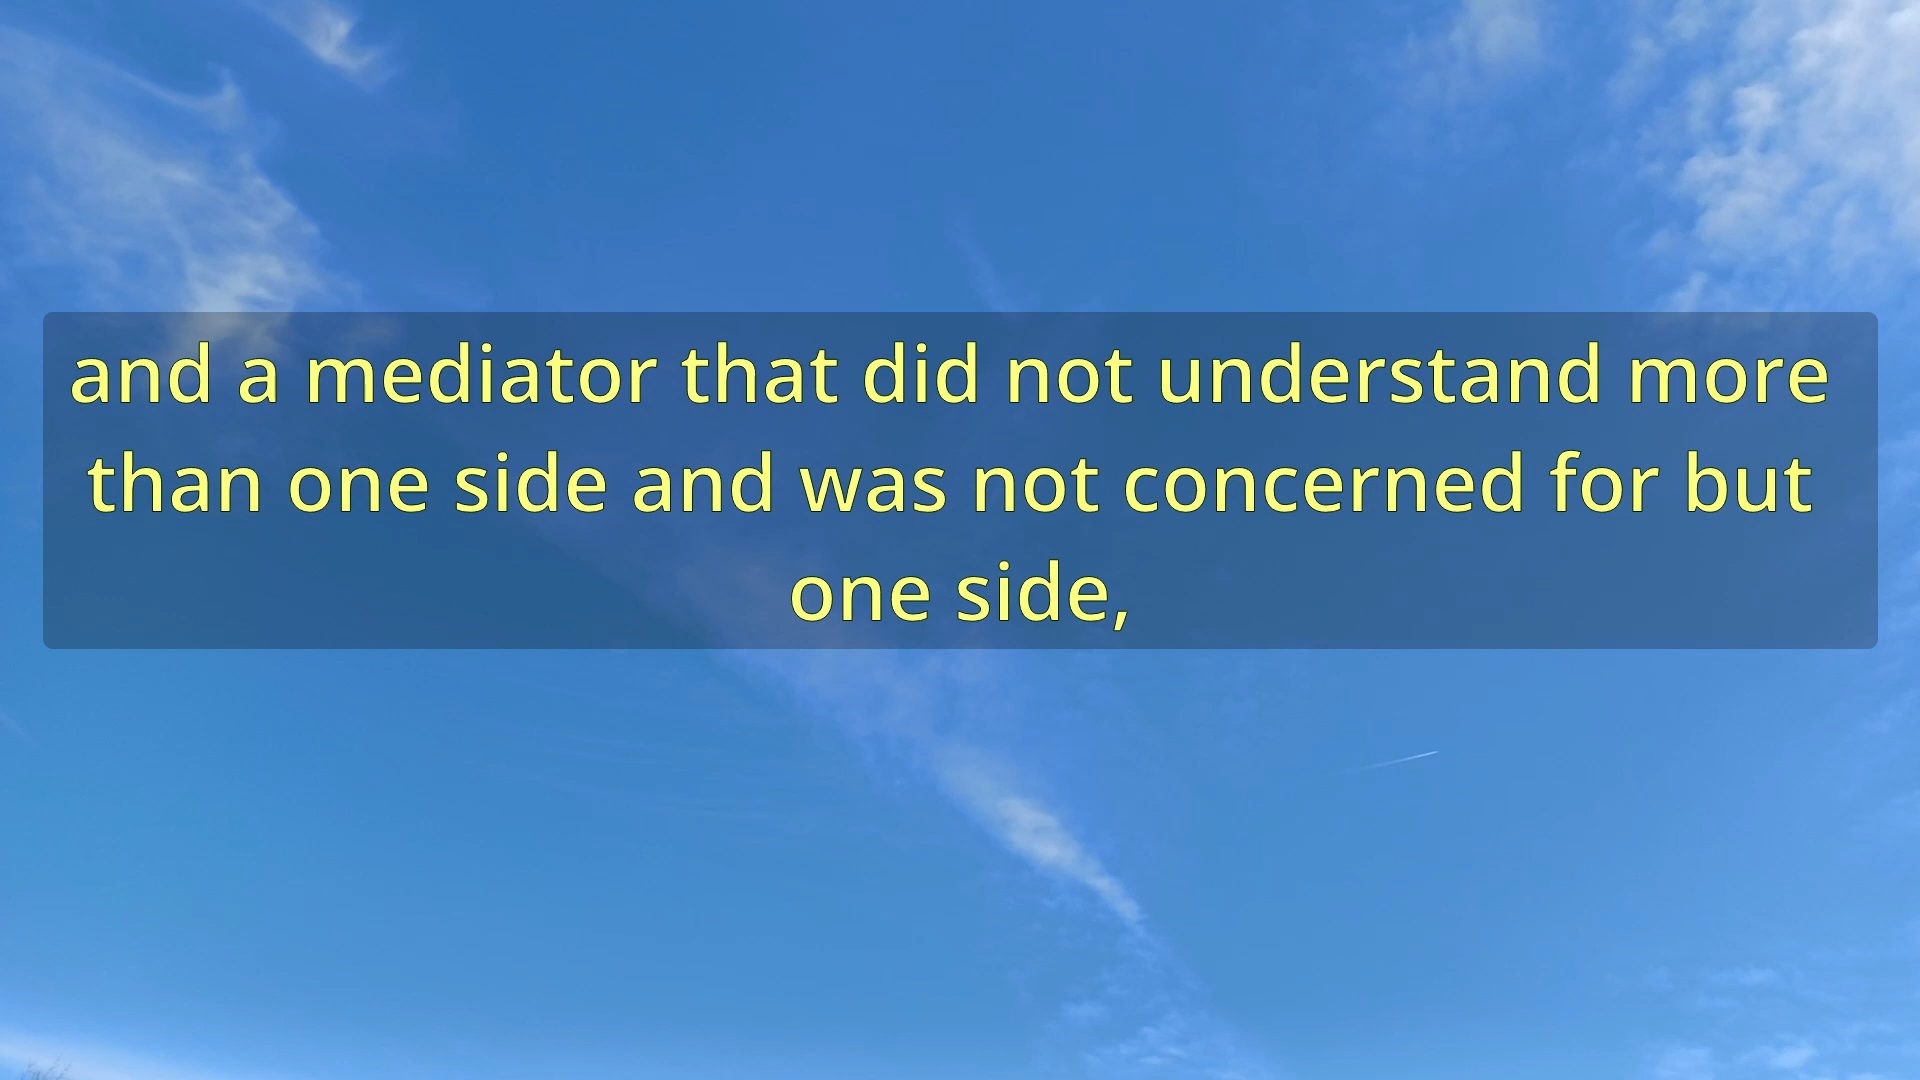 and a mediator that did not understand more
than one side and was not concerned for but
one side,